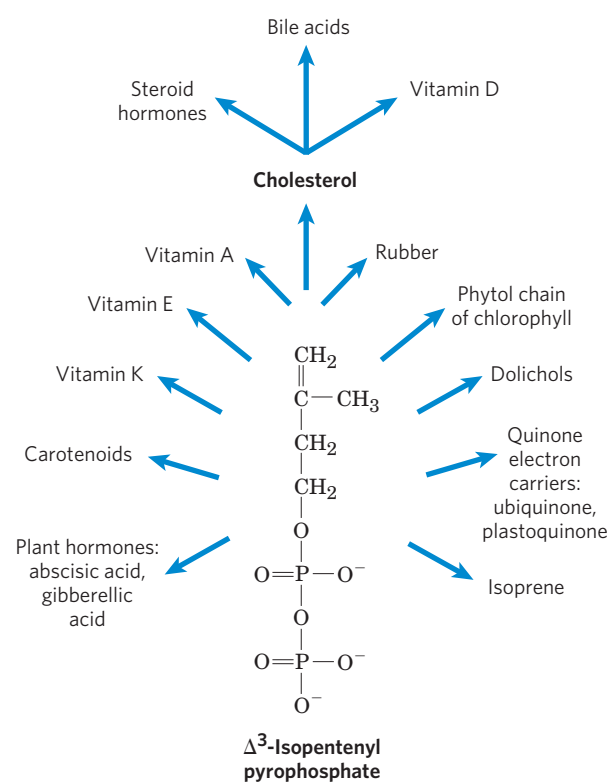 Bile acids
Steroid
hormones
Vitamin D
Cholesterol
Vitamin A
Rubber
Vitamin E
Phytol chain
of chlorophyll
Vitamin K
Dolichols
Carotenoids
Quinone
electron
carriers:
ubiquinone,
plastoquinone
Plant hormones:
abscisic acid,
gibberellic
acid
Isoprene
CH₂
C—CH₃
CH₂
CH₂
O
O=P—O⁻
O
O=P—O⁻
O⁻
Δ³-Isopentenyl
pyrophosphate